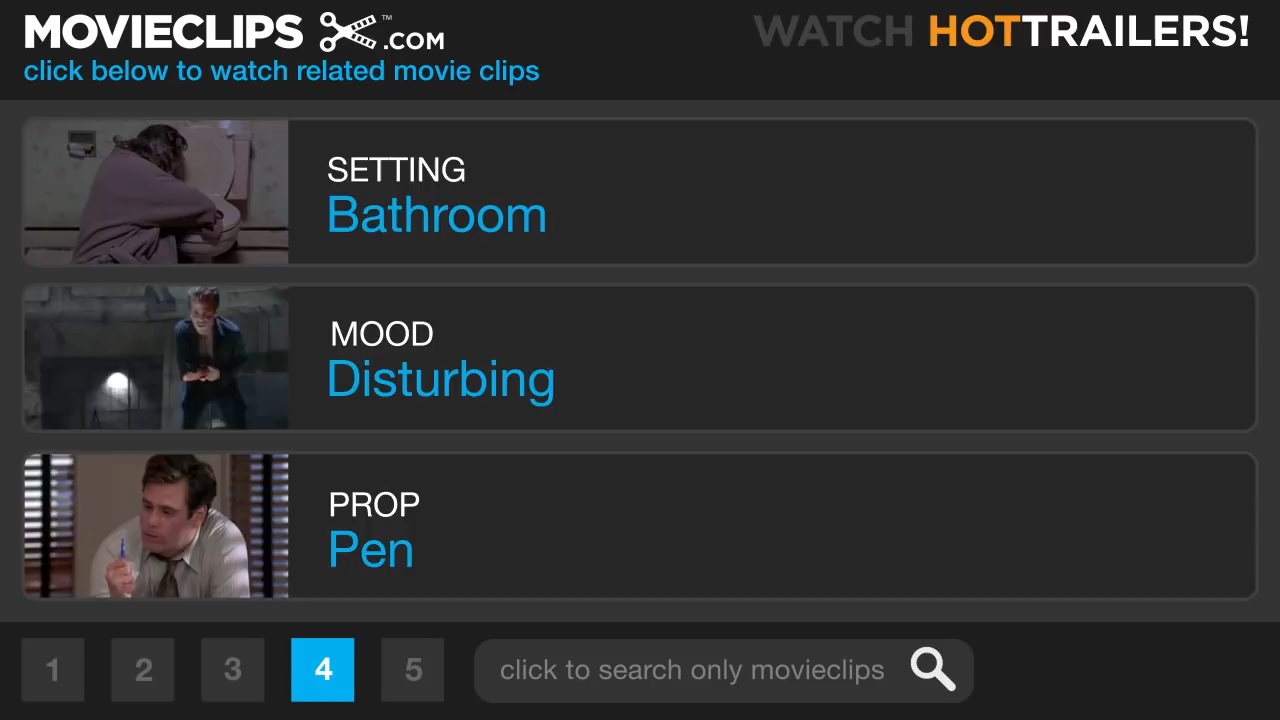 MOVIECLIPS ™.COM
WATCH HOTTRAILERS!
click below to watch related movie clips
SETTING
Bathroom
MOOD
Disturbing
PROP
Pen
1 2 3 4 5 click to search only movieclips